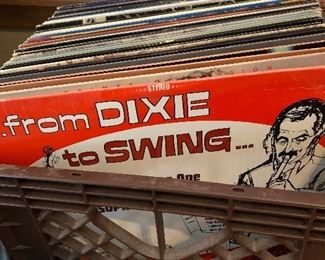 STEREO
...from DIXIE
to SWING...
One